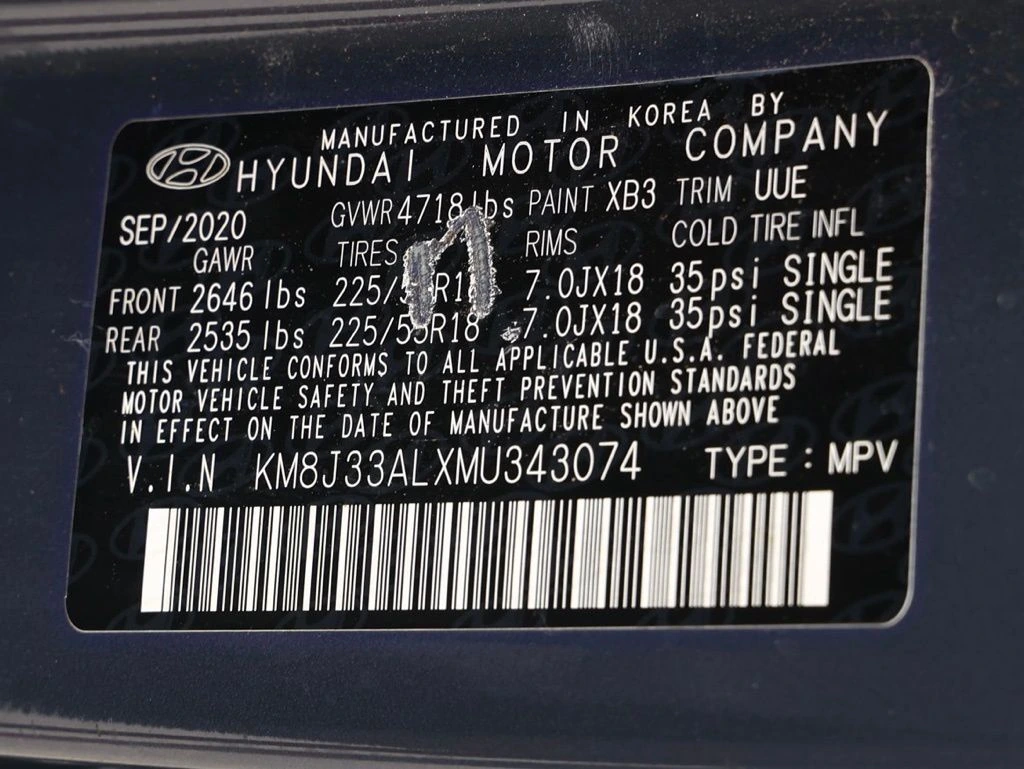 MANUFACTURED IN KOREA BY
HYUNDAI MOTOR COMPANY
SEP/2020 GVWR 4718 lbs PAINT XB3 TRIM UUE
GAWR TIRES RIMS COLD TIRE INFL
FRONT 2646 lbs 7.0JX18 35psi SINGLE
REAR 2535 lbs 225/55R18 7.0JX18 35psi SINGLE
THIS VEHICLE CONFORMS TO ALL APPLICABLE U.S.A. FEDERAL
MOTOR VEHICLE SAFETY AND THEFT PREVENTION STANDARDS
IN EFFECT ON THE DATE OF MANUFACTURE SHOWN ABOVE
V.I.N KM8J33ALXMU343074 TYPE : MPV